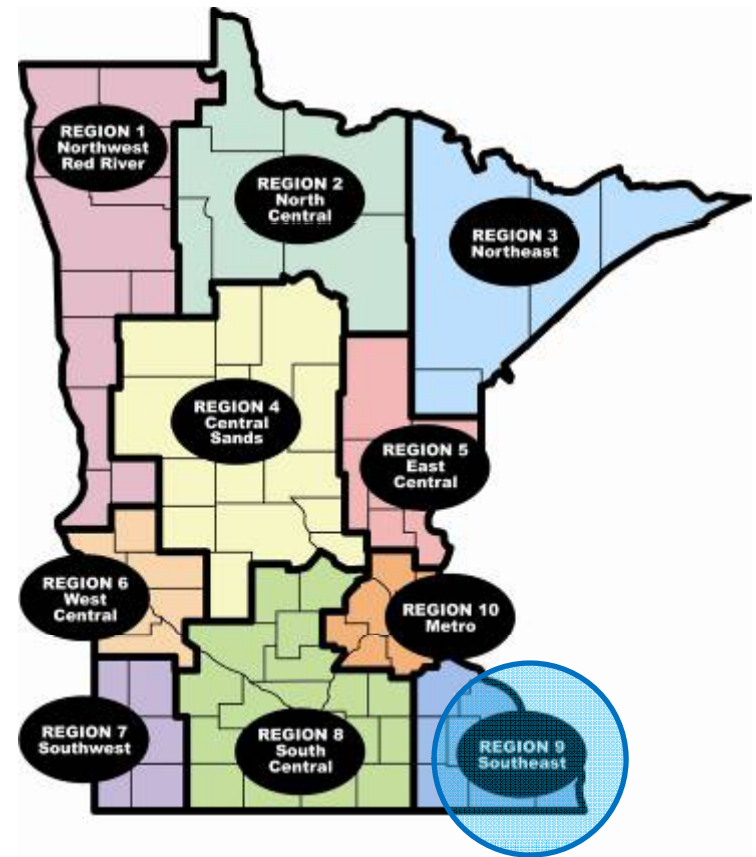 REGION 1
Northwest
Red River
REGION 2
North
Central
REGION 3
Northeast
REGION 4
Central
Sands
REGION 5
East
Central
REGION 6
West
Central
REGION 10
Metro
REGION 7
Southwest
REGION 8
South
Central
REGION 9
Southeast